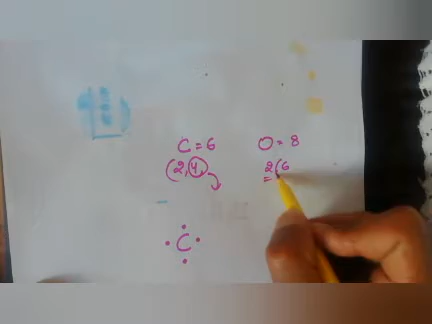 C = 6 O = 8
(2,4, 2(6
C